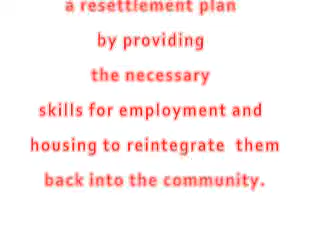 a resettlement plan
by providing
the necessary
skills for employment and
housing to reintegrate them
back into the community.